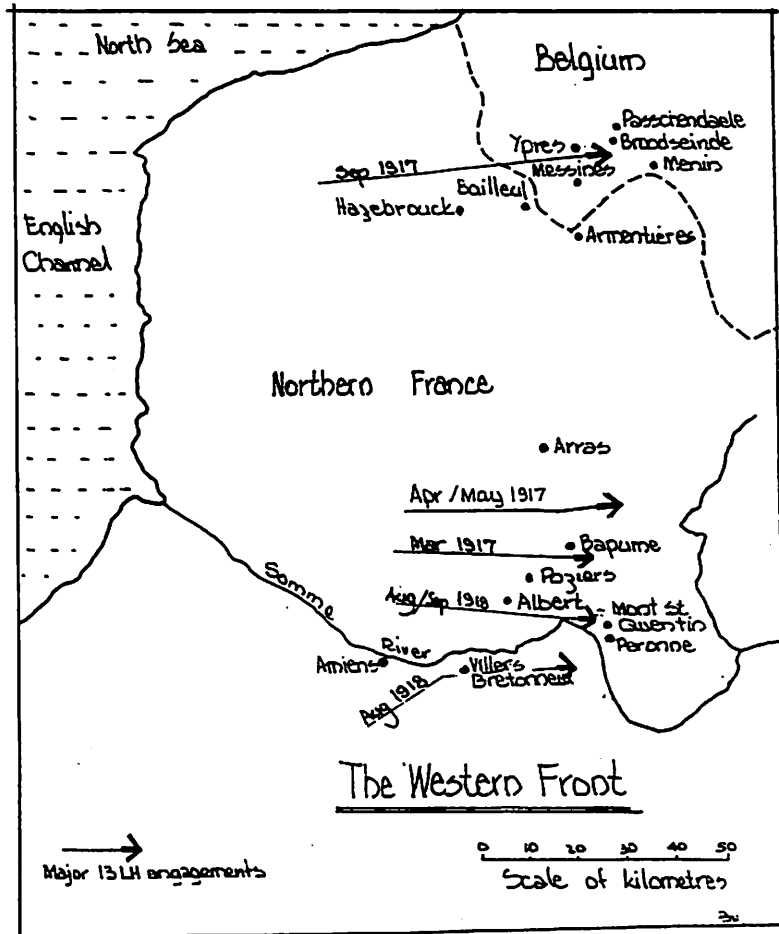 North Sea
Belgium
Passchendaele
Broodseinde
Ypres
Menin
Messines
Sep 1917
Bailleul
Hazebrouck
Armentières
English
Channel
Northern France
Arras
Apr/May 1917
Mar 1917
Bapume
Poziers
Aug/Sep 1918
Albert
Mont St
Quentin
Peronne
Somme
River
Amiens
Villers
Bretonneux
Aug 1918
The Western Front
Major 13 LH engagements
0 10 20 30 40 50
Scale of kilometres